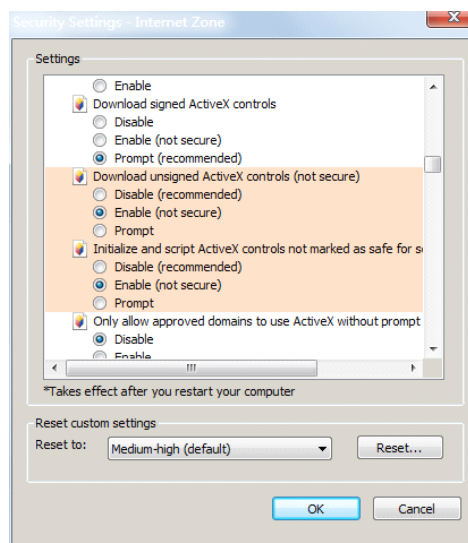 Security Settings - Internet Zone
Settings
Enable
Download signed ActiveX controls
Disable
Enable (not secure)
Prompt (recommended)
Download unsigned ActiveX controls (not secure)
Disable (recommended)
Enable (not secure)
Prompt
Initialize and script ActiveX controls not marked as safe for
Disable (recommended)
Enable (not secure)
Prompt
Only allow approved domains to use ActiveX without prompt
Disable
Enable
*Takes effect after you restart your computer
Reset custom settings
Reset to:
Medium-high (default)
Reset...
OK
Cancel